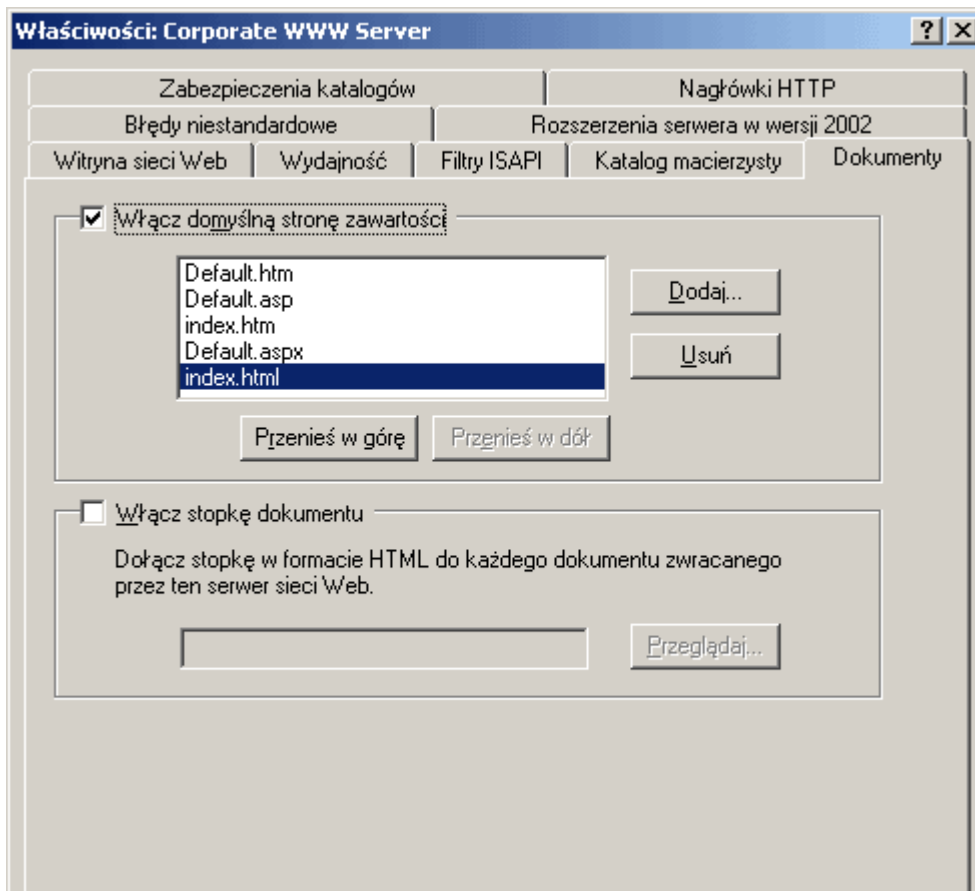 Właściwości: Corporate WWW Server
Zabezpieczenia katalogów
Nagłówki HTTP
Błędy niestandardowe
Rozszerzenia serwera w wersji 2002
Witryna sieci Web
Wydajność
Filtry ISAPI
Katalog macierzysty
Dokumenty
Włącz domyślną stronę zawartości
Default.htm
Default.asp
index.htm
Default.aspx
index.html
Dodaj...
Usuń
Przenieś w górę
Przenieś w dół
Włącz stopkę dokumentu
Dołącz stopkę w formacie HTML do każdego dokumentu zwracanego
przez ten serwer sieci Web.
Przeglądaj...